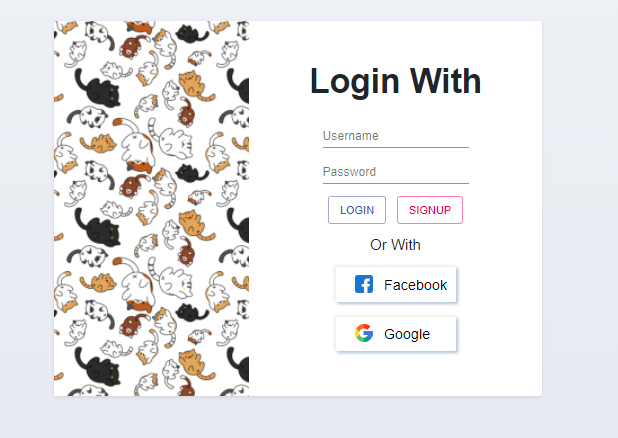 Login With
Username
Password
LOGIN SIGNUP
Or With
Facebook
Google